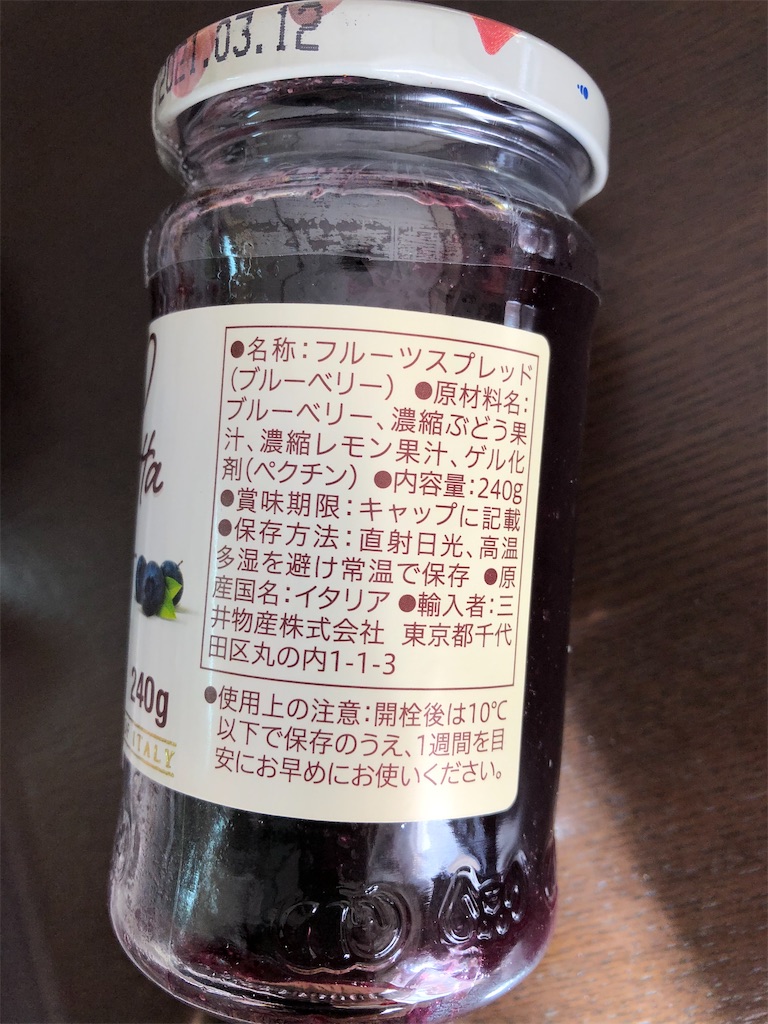 2021.03.12
●名称:フルーツスプレッド
(ブルーベリー) ●原材料名:
ブルーベリー、濃縮ぶどう果
汁、濃縮レモン果汁、ゲル化
剤(ペクチン) ●内容量:240g
●賞味期限:キャップに記載
●保存方法:直射日光、高温
多湿を避け常温で保存 ●原
産国名:イタリア ●輸入者:三
井物産株式会社 東京都千代
田区丸の内1-1-3
●使用上の注意:開栓後は10℃
以下で保存のうえ、1週間を目
安にお早めにお使いください。
240g
ITALY